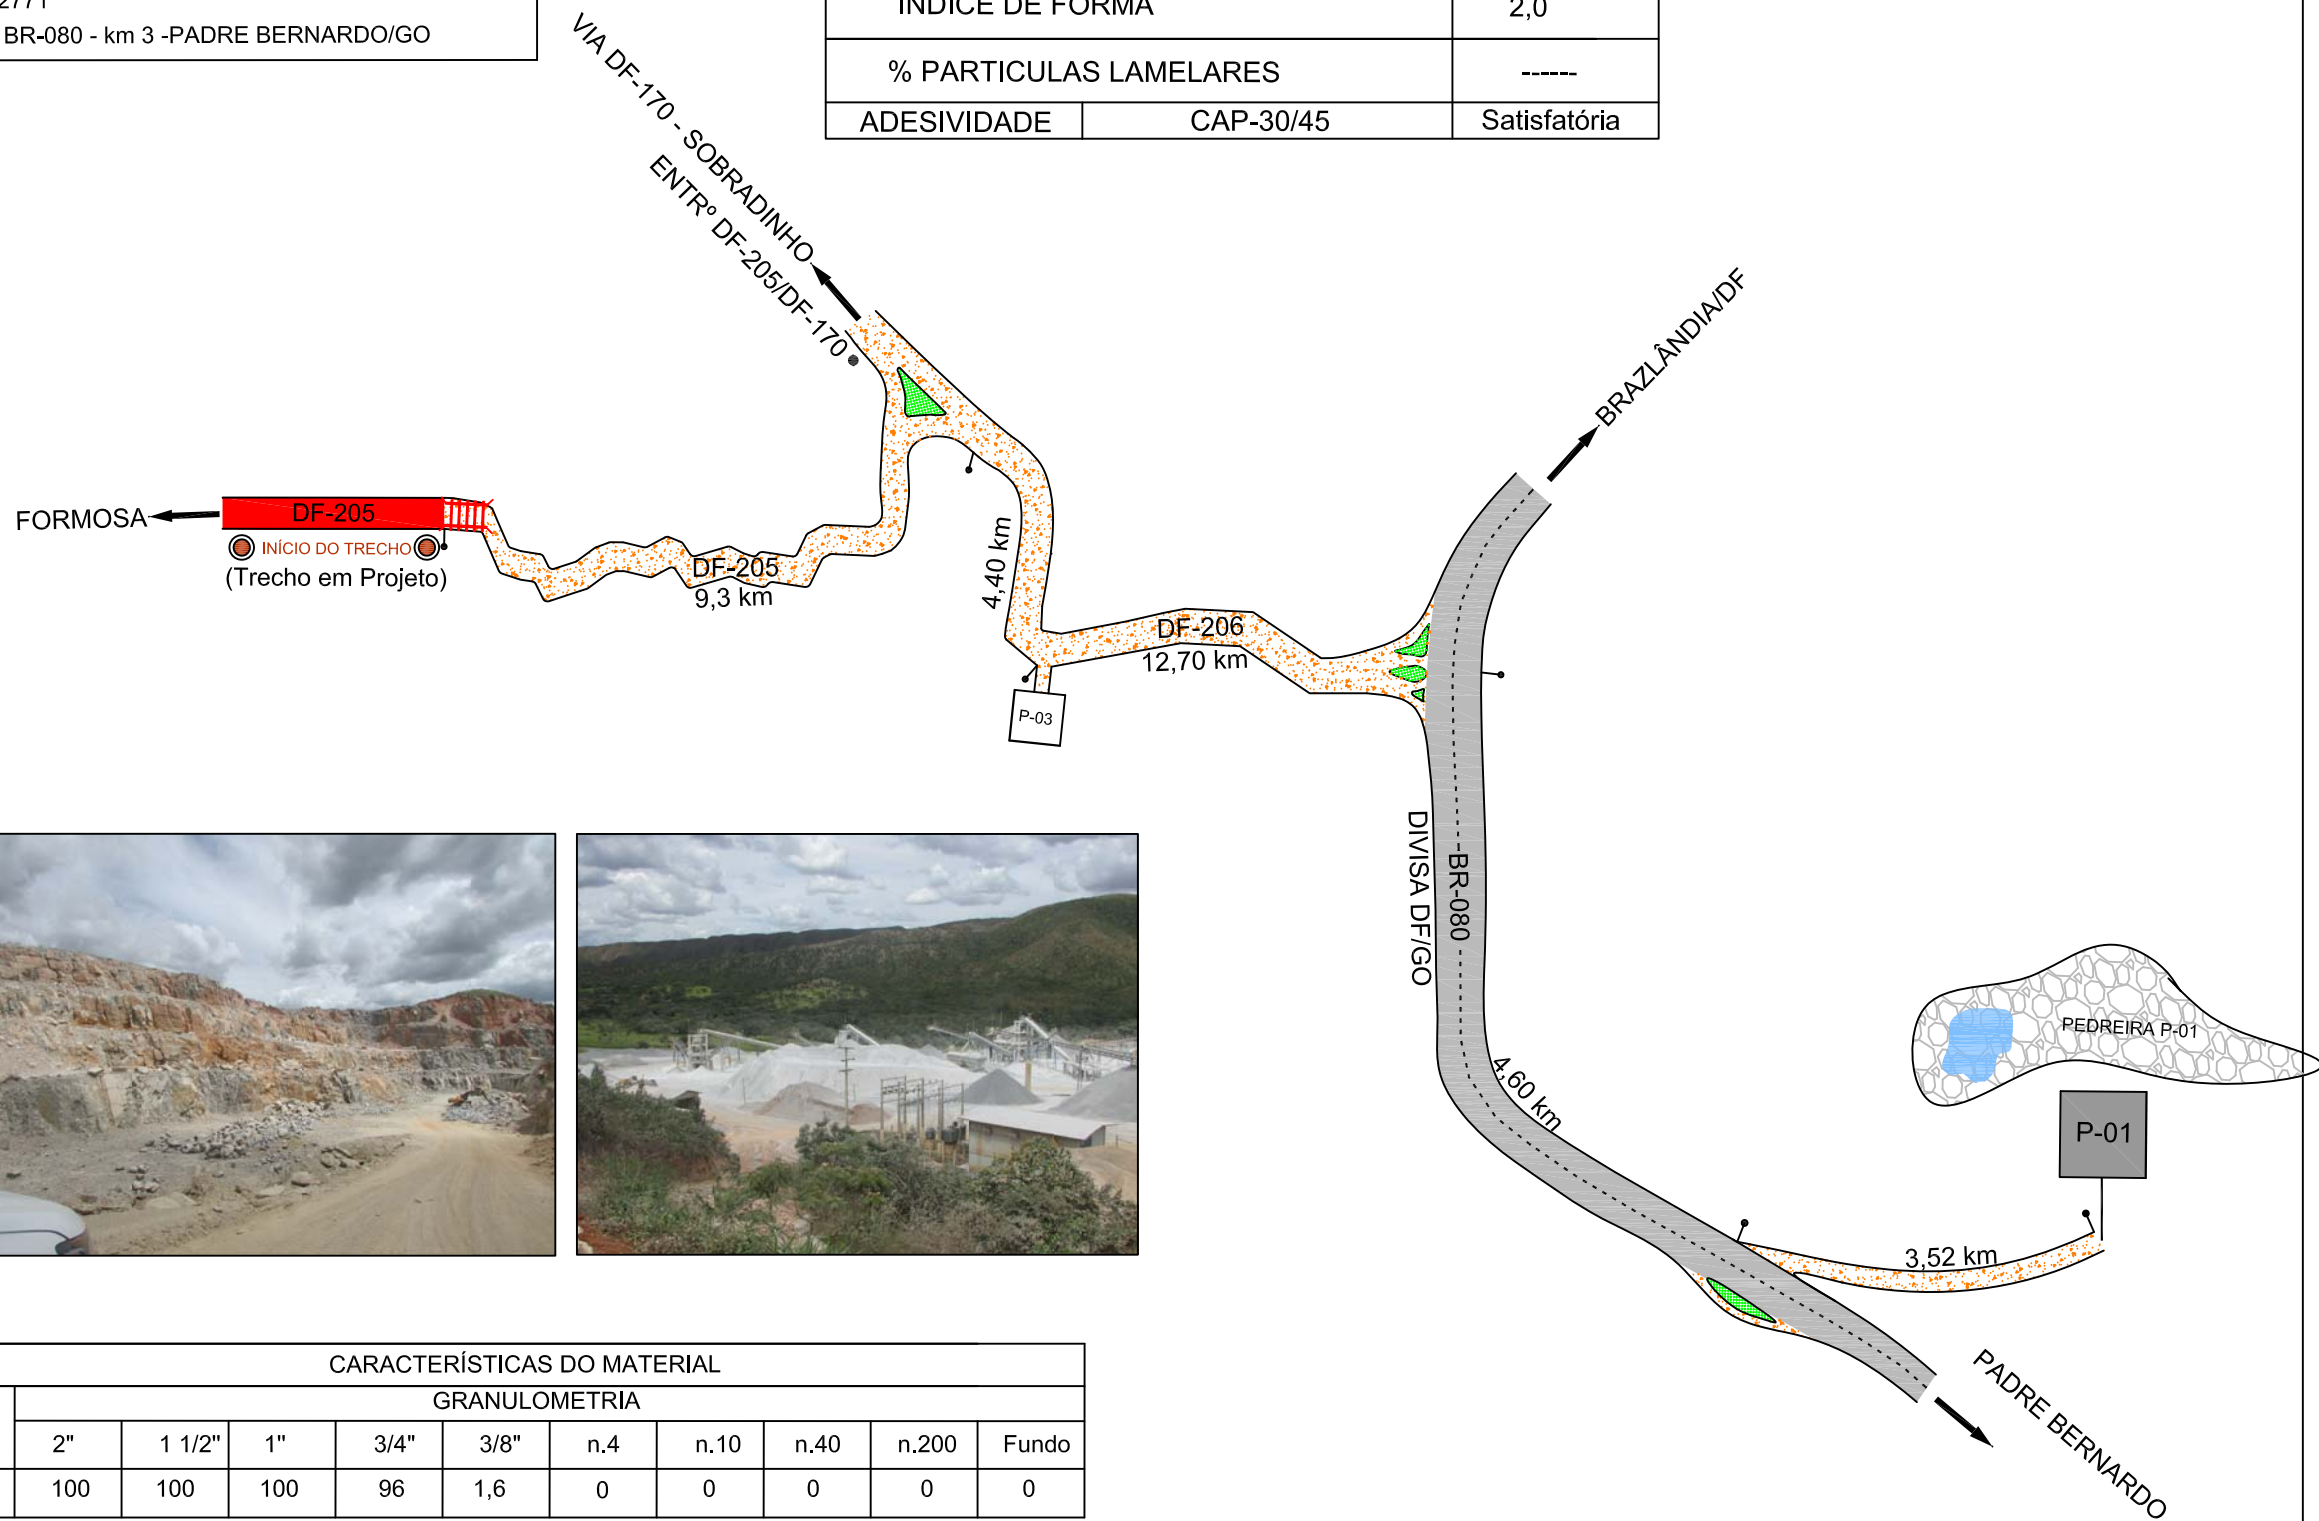 BR-080 - km 3 -PADRE BERNARDO/GO
ÍNDICE DE FORMA 2,0
% PARTICULAS LAMELARES ------
ADESIVIDADE CAP-30/45 Satisfatória
VIA DF-170 - SOBRADINHO
ENTRº DF-205/DF-170
BRAZLÂNDIA/DF
FORMOSA
DF-205
INÍCIO DO TRECHO
(Trecho em Projeto)
DF-205
9,3 km
4,40 km
DF-206
12,70 km
P-03
DIVISA DF/GO
BR-080
4,60 km
PEDREIRA P-01
P-01
3,52 km
PADRE BERNARDO
CARACTERÍSTICAS DO MATERIAL
GRANULOMETRIA
2" 1 1/2" 1" 3/4" 3/8" n.4 n.10 n.40 n.200 Fundo
100 100 100 96 1,6 0 0 0 0 0